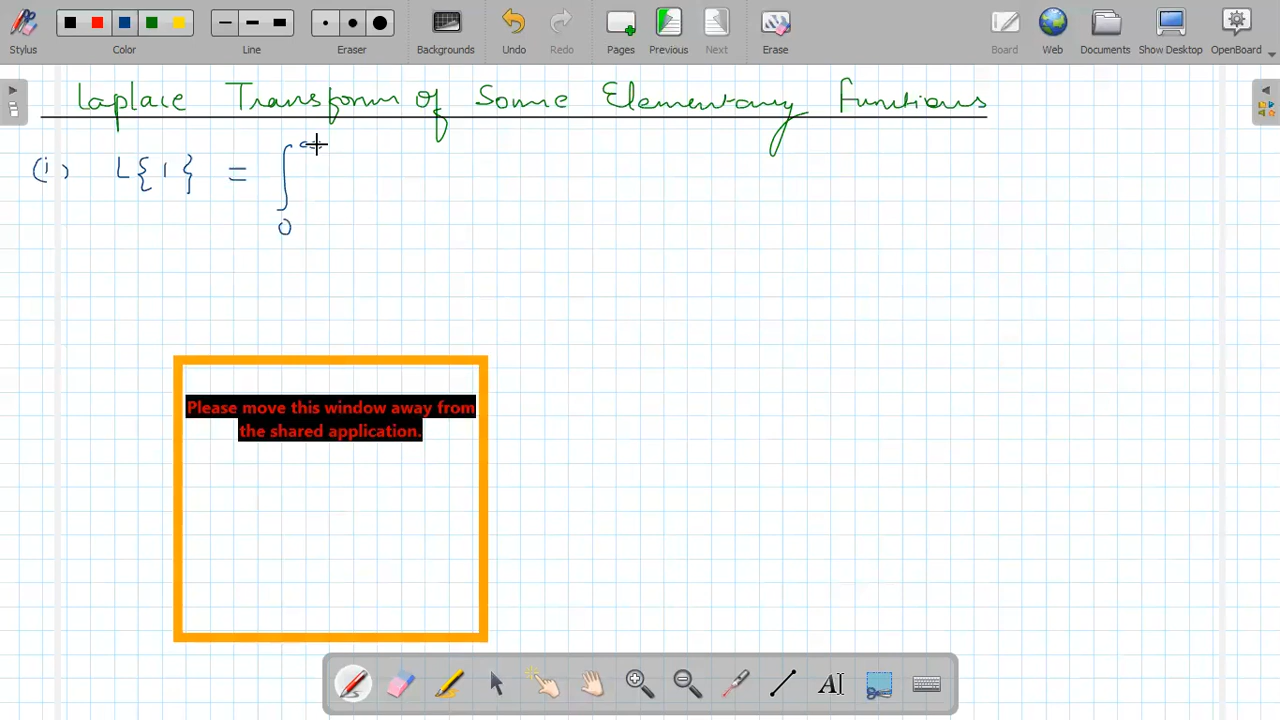 Stylus Color Line Eraser Backgrounds Undo Redo Pages Previous Next Erase Board Web Documents Show Desktop OpenBoard
Laplace Transform of Some Elementary functions
(i) L{1} = ∫₀^∞
Please move this window away from
the shared application.
AI